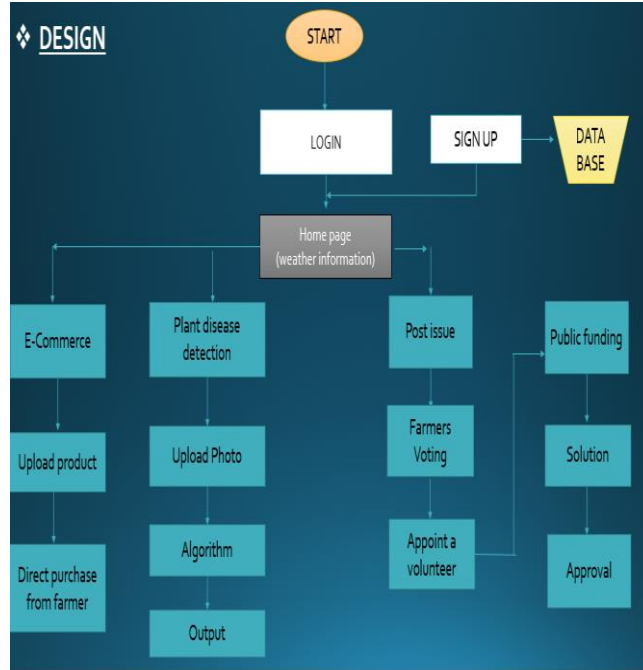 ❖ DESIGN
START
LOGIN
SIGN UP
DATA
BASE
Home page
(weather information)
E-Commerce
Plant disease
detection
Post issue
Public funding
Upload product
Upload Photo
Farmers
Voting
Solution
Direct purchase
from farmer
Algorithm
Appoint a
volunteer
Approval
Output